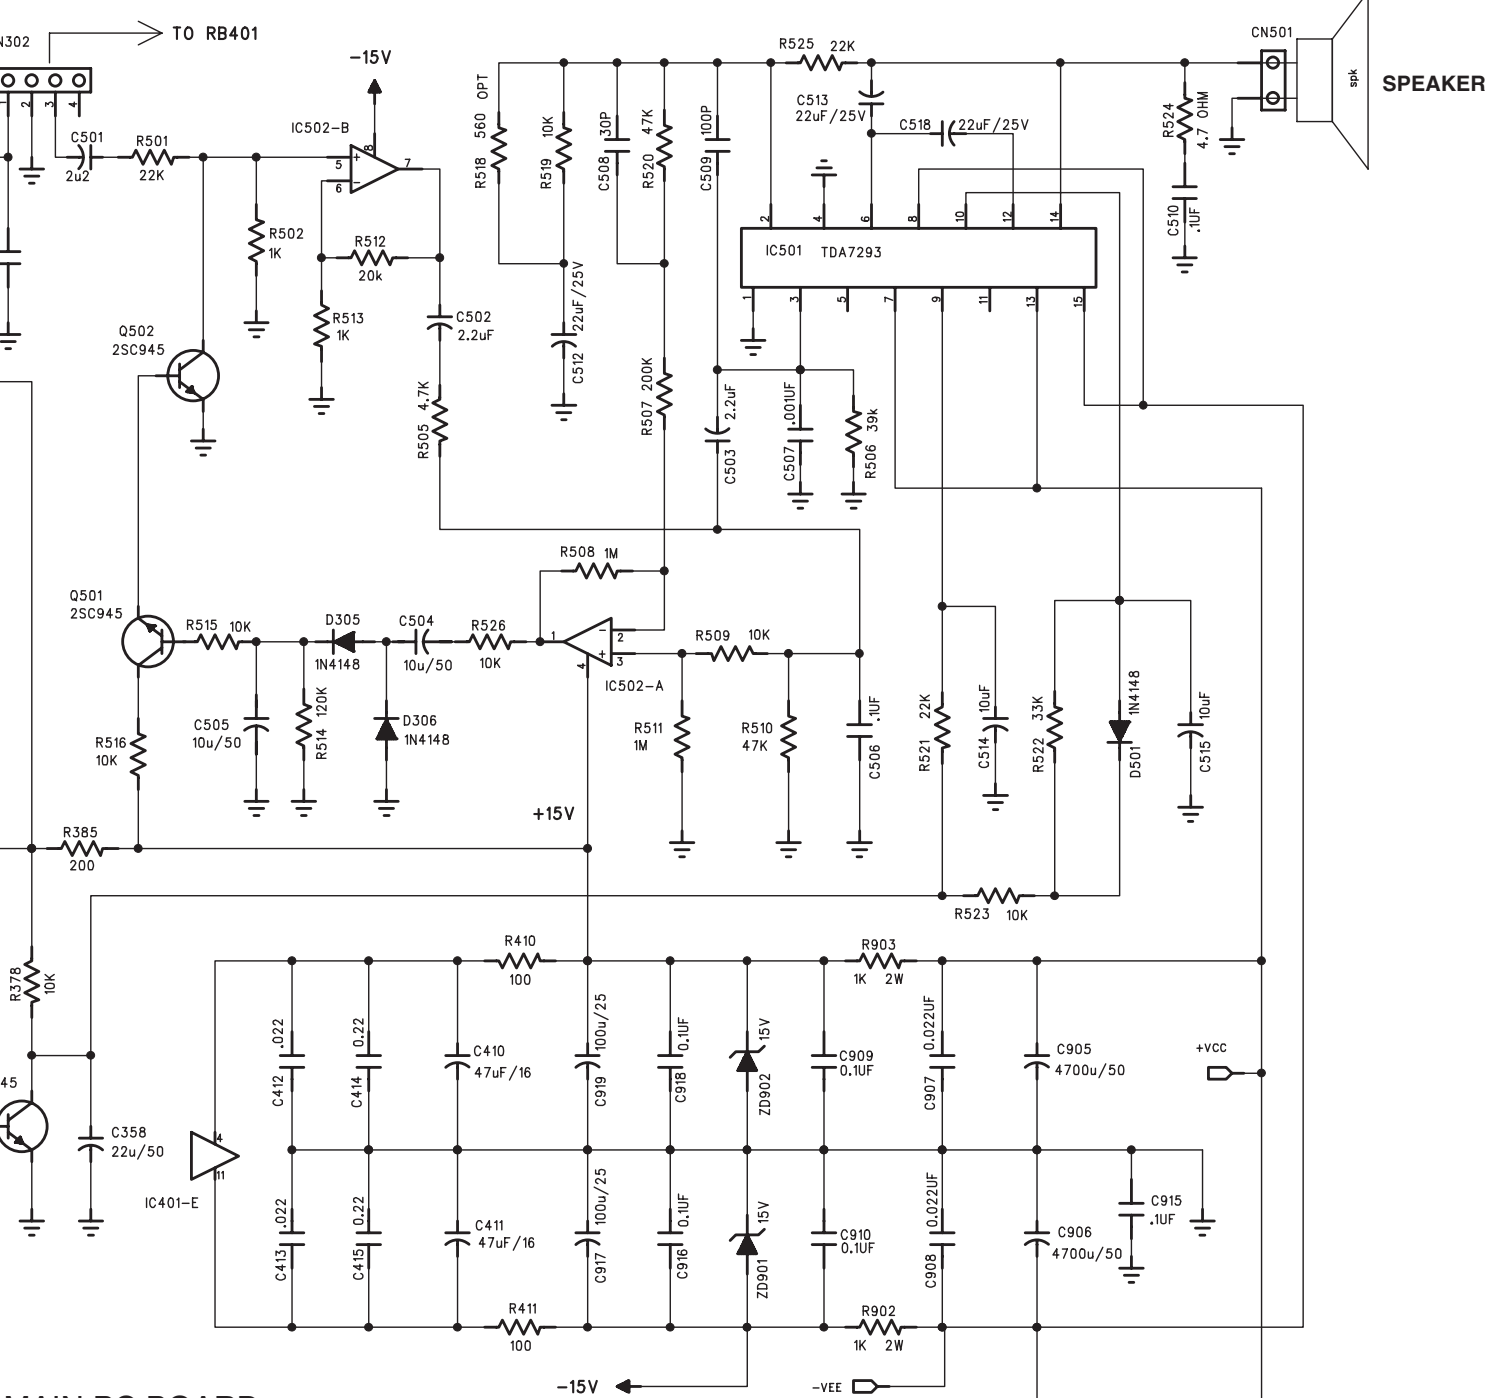 TO RB401
N302
1 2 3 4
C501
2u2
R501
22K
IC502-B
-15V
8
5
6
7
R502
1K
R512
20k
R513
1K
C502
2.2uF
R505 4.7K
Q502
2SC945
R518 560 OPT
R519 10K
C508 30P
R520 47K
C509 100P
C512 22uF/25V
R507 200K
R525 22K
C513
22uF/25V
C518 22uF/25V
CN501
spk
SPEAKER
R524
4.7 OHM
C510
.1UF
2 4 6 8 10 12 14
IC501 TDA7293
1 3 5 7 9 11 13 15
C503 2.2uF
C507 .001UF
R506 39k
Q501
2SC945
R515 10K
D305
1N4148
C504
10u/50
R526
10K
R508 1M
1
2
3
4
IC502-A
R509 10K
R516
10K
C505
10u/50
R514 120K
D306
1N4148
R511
1M
R510
47K
C506 .1UF
R521 22K
C514 10uF
R522 33K
D501 1N4148
C515 10uF
+15V
R385
200
R523 10K
R378
10K
45
C358
22u/50
R410
100
R903
1K 2W
C412 .022
C414 0.22
C410
47uF/16
C919 100u/25
C918 0.1UF
ZD902 15V
C909
0.1UF
C907 0.022UF
C905
4700u/50
+VCC
4
11
IC401-E
C413 .022
C415 0.22
C411
47uF/16
C917 100u/25
C916 0.1UF
ZD901 15V
C910
0.1UF
C908 0.022UF
C906
4700u/50
C915
.1UF
R411
100
R902
1K 2W
-15V
-VEE
MAIN PC BOARD